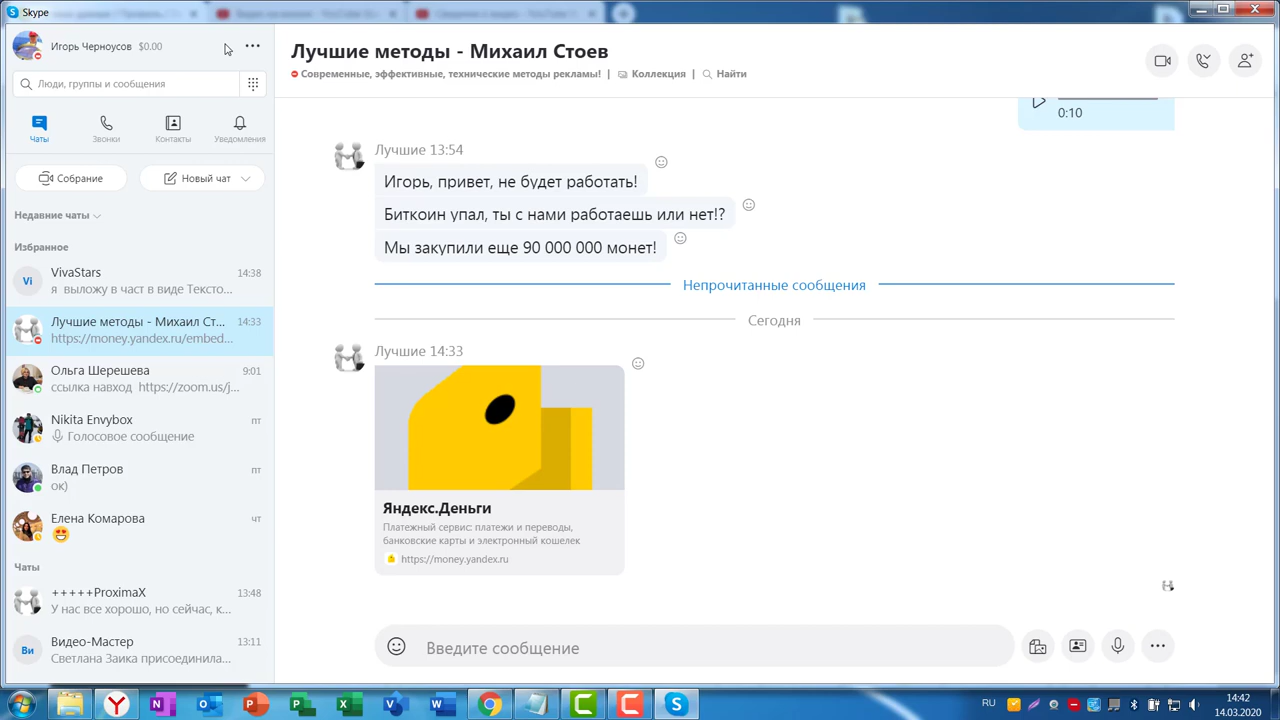 Skype
Игорь Черноусов $0.00
Люди, группы и сообщения
Чаты
Звонки
Контакты
Уведомления
Собрание
Новый чат
Недавние чаты
Избранное
Vi
VivaStars 14:38
я выложу в част в виде Тексто...
Лучшие методы - Михаил Ст... 14:33
https://money.yandex.ru/embed...
Ольга Шерешева 9:01
ссылка навход https://zoom.us/j...
Nikita Envybox пт
Голосовое сообщение
Влад Петров пт
ок)
Елена Комарова чт
Чаты
+++++ProximaX 13:48
У нас все хорошо, но сейчас, к...
Ви
Видео-Мастер 13:11
Светлана Заика присоединила...
Лучшие методы - Михаил Стоев
Современные, эффективные, технические методы рекламы! | Коллекция | Найти
0:10
Лучшие 13:54
Игорь, привет, не будет работать!
Биткоин упал, ты с нами работаешь или нет!?
Мы закупили еще 90 000 000 монет!
Непрочитанные сообщения
Сегодня
Лучшие 14:33
Яндекс.Деньги
Платежный сервис: платежи и переводы,
банковские карты и электронный кошелек
https://money.yandex.ru
Введите сообщение
RU
14:42
14.03.2020